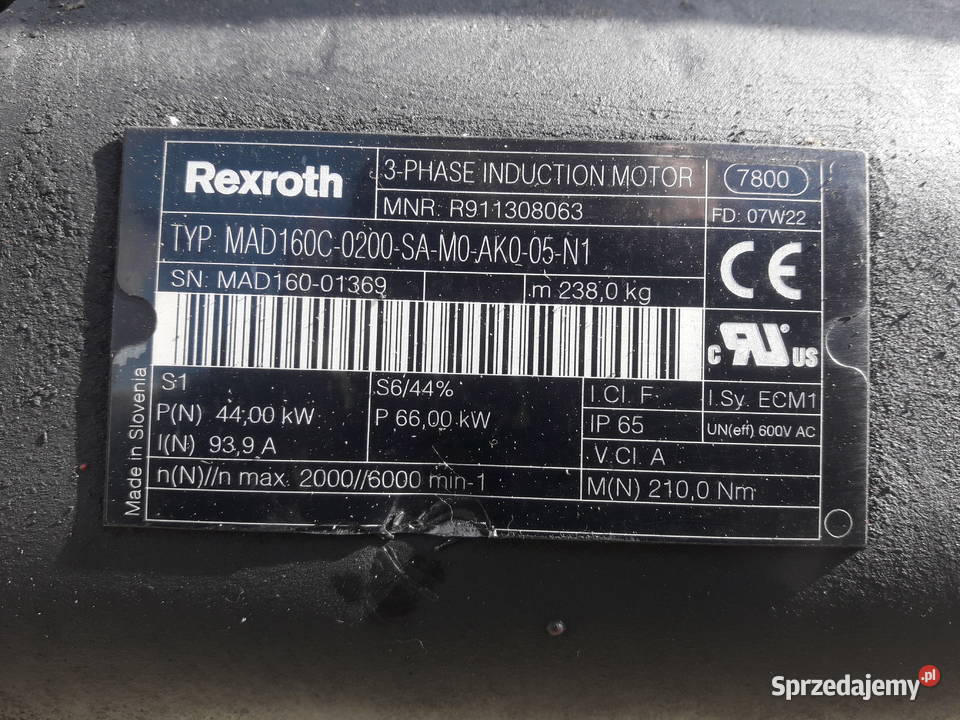 Rexroth
3-PHASE INDUCTION MOTOR
7800
MNR: R911308063
FD: 07W22
TYP: MAD160C-0200-SA-M0-AK0-05-N1
SN: MAD160-01369
m 238,0 kg
CE
c RU US
S1
S6/44%
I.Cl. F
I.Sy. ECM1
P(N) 44,00 kW
P 66,00 kW
IP 65
UN(eff) 600V AC
I(N) 93,9 A
V.Cl. A
n(N)//n max. 2000//6000 min-1
M(N) 210,0 Nm
Made in Slovenia
Sprzedajemy.pl